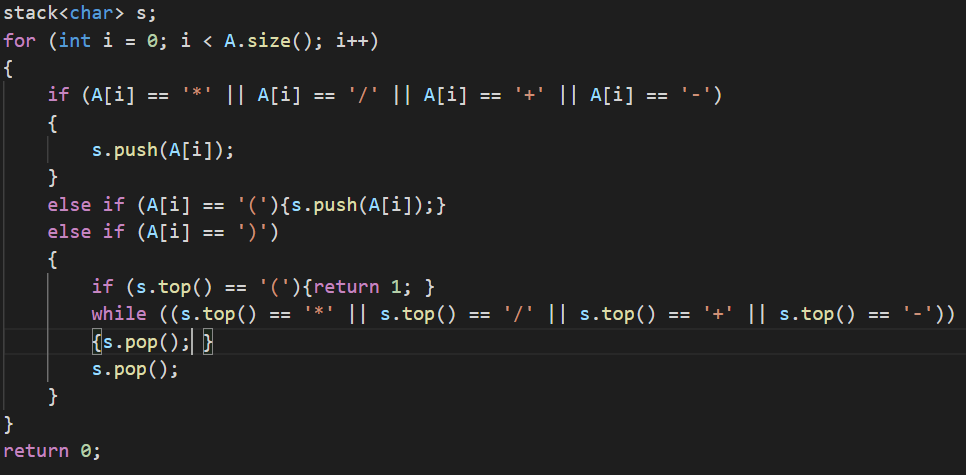 stack<char> s;
for (int i = 0; i < A.size(); i++)
{
    if (A[i] == '*' || A[i] == '/' || A[i] == '+' || A[i] == '-')
    {
        s.push(A[i]);
    }
    else if (A[i] == '('){s.push(A[i]);}
    else if (A[i] == ')')
    {
        if (s.top() == '('){return 1; }
        while ((s.top() == '*' || s.top() == '/' || s.top() == '+' || s.top() == '-'))
        {s.pop(); }
        s.pop();
    }
}
return 0;